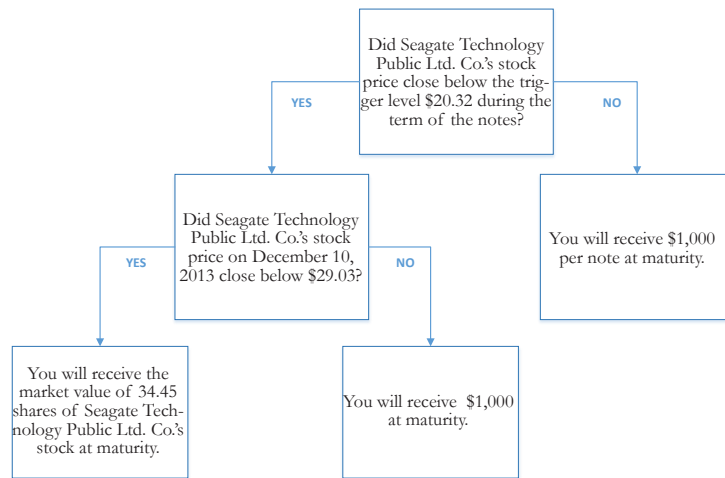 Did Seagate Technology
Public Ltd. Co.'s stock
price close below the trig-
ger level $20.32 during the
term of the notes?
YES
NO
Did Seagate Technology
Public Ltd. Co.'s stock
price on December 10,
2013 close below $29.03?
You will receive $1,000
per note at maturity.
YES
NO
You will receive the
market value of 34.45
shares of Seagate Tech-
nology Public Ltd. Co.'s
stock at maturity.
You will receive $1,000
at maturity.